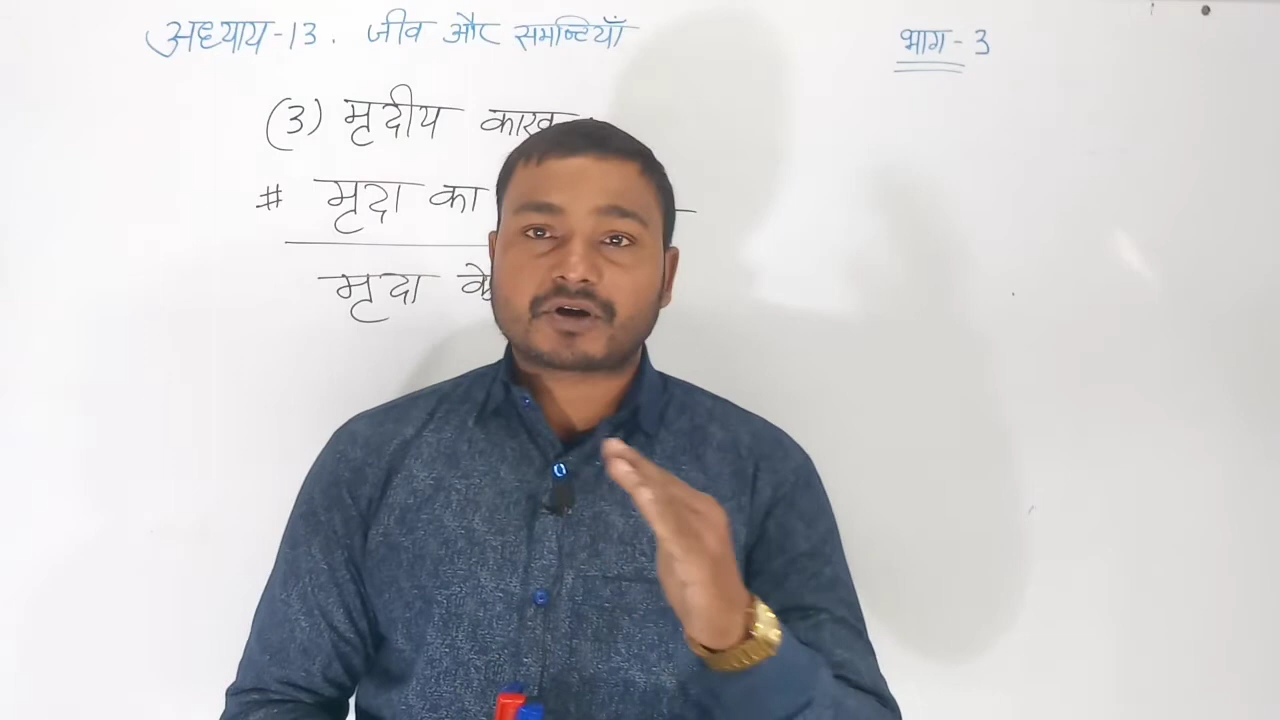 अध्याय-13. जीव और समष्टियाँ
भाग-3
(3) मृदीय
# मृदा का
मृदा के